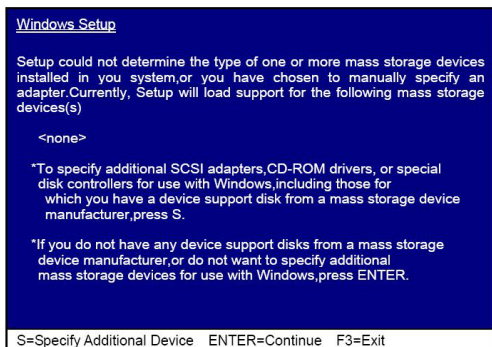 Windows Setup
Setup could not determine the type of one or more mass storage devices
installed in you system,or you have chosen to manually specify an
adapter.Currently, Setup will load support for the following mass storage
devices(s)
<none>
*To specify additional SCSI adapters,CD-ROM drivers, or special
disk controllers for use with Windows,including those for
which you have a device support disk from a mass storage device
manufacturer,press S.
*If you do not have any device support disks from a mass storage
device manufacturer,or do not want to specify additional
mass storage devices for use with Windows,press ENTER.
S=Specify Additional Device ENTER=Continue F3=Exit